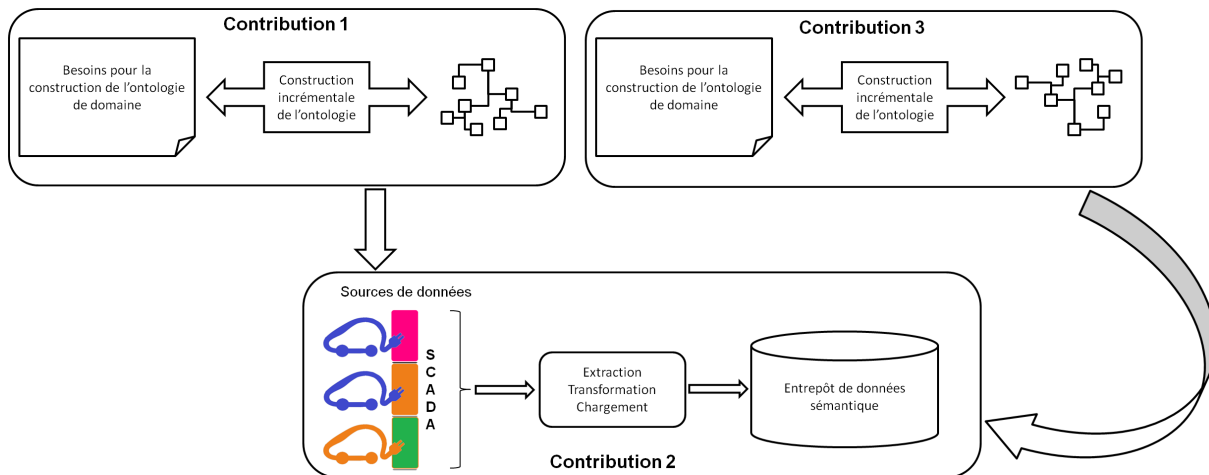 Contribution 1
Besoins pour la
construction de l'ontologie
de domaine
Construction
incrémentale
de l'ontologie
Contribution 3
Besoins pour la
construction de l'ontologie
de domaine
Construction
incrémentale
de l'ontologie
Sources de données
SCADA
Extraction
Transformation
Chargement
Entrepôt de données
sémantique
Contribution 2